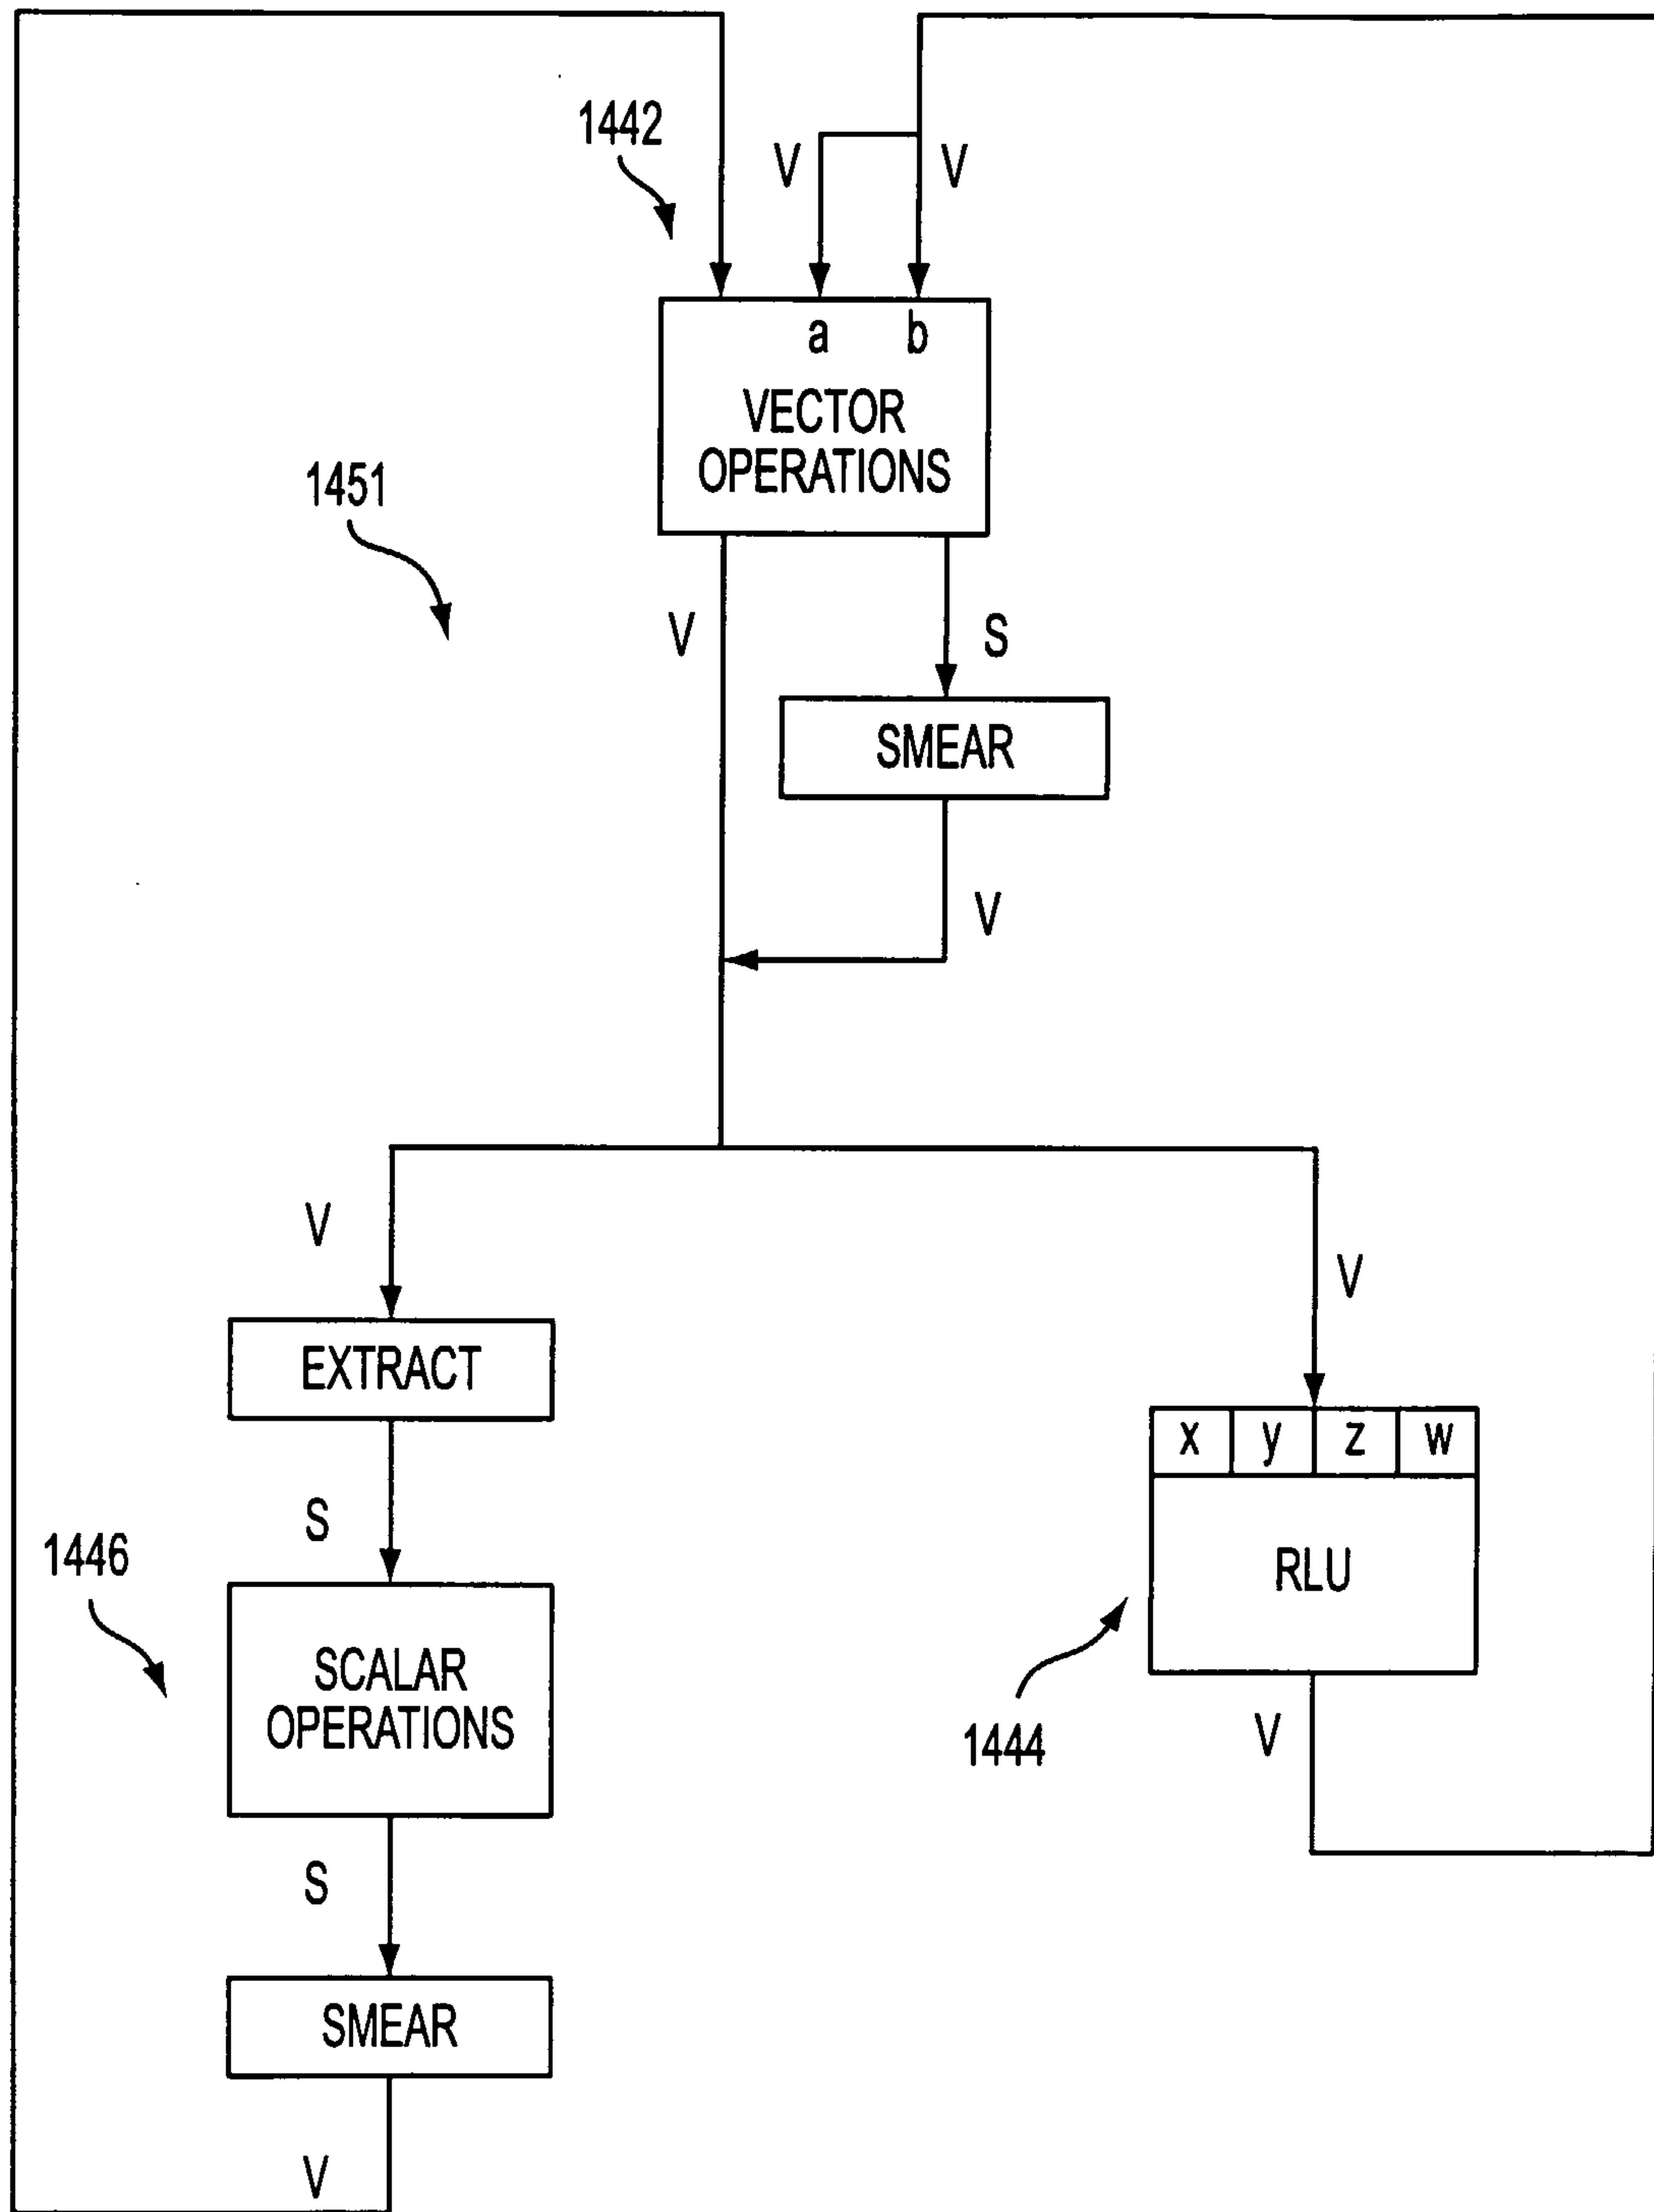 1442
V
V
a
b
VECTOR
OPERATIONS
1451
V
S
SMEAR
V
V
V
EXTRACT
x
y
z
w
S
1446
RLU
SCALAR
OPERATIONS
1444
V
S
SMEAR
V